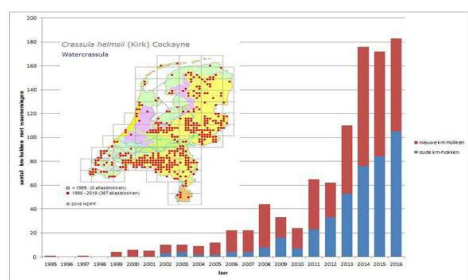 200
180
160
140
120
100
80
60
40
20
0
aantal km-hokken met waarnemingen
Crassula helmsii (Kirk) Cockayne
Watercrassula
< 1995 (0 atlasblokken)
1995 - 2016 (367 atlasblokken)
© 2016 NDFF
nieuwe km-hokken
oude km-hokken
1995 1996 1997 1998 1999 2000 2001 2002 2003 2004 2005 2006 2007 2008 2009 2010 2011 2012 2013 2014 2015 2016
jaar